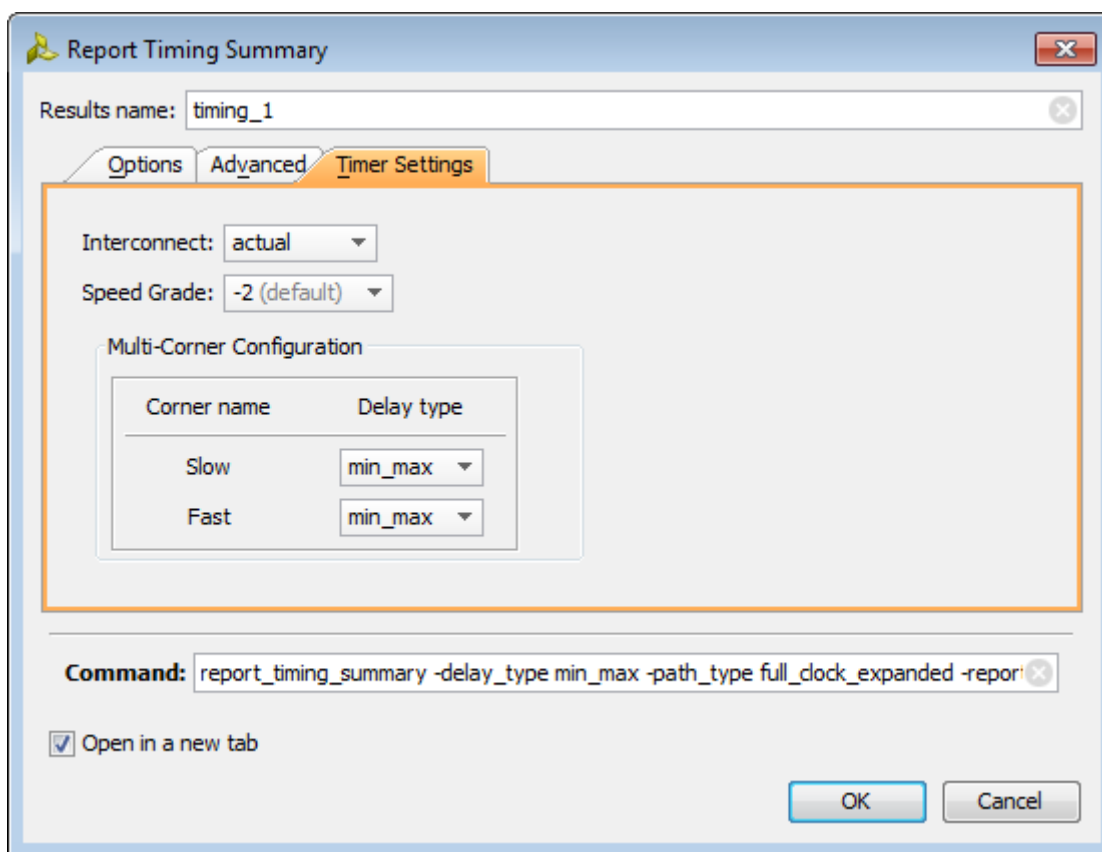 Report Timing Summary
Results name: timing_1
Options Advanced Timer Settings
Interconnect: actual
Speed Grade: -2 (default)
Multi-Corner Configuration
Corner name Delay type
Slow min_max
Fast min_max
Command: report_timing_summary -delay_type min_max -path_type full_clock_expanded -report
Open in a new tab
OK Cancel